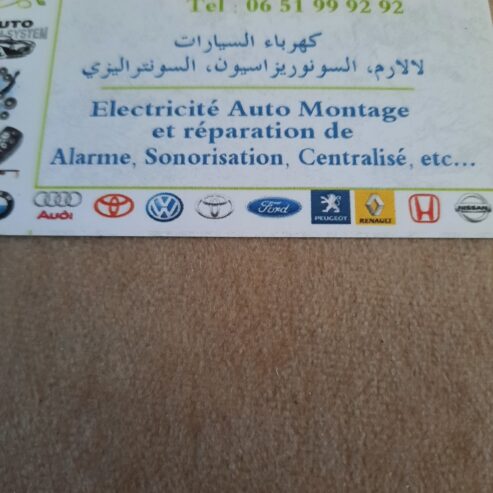 Tel : 06 51 99 92 92
AUTO
SYSTEM
كهرباء السيارات
لالارم، السونوريزاسيون، السونتراليزي
Electricité Auto Montage
et réparation de
Alarme, Sonorisation, Centralisé, etc...
Audi
Ford
PEUGEOT
RENAULT
NISSAN